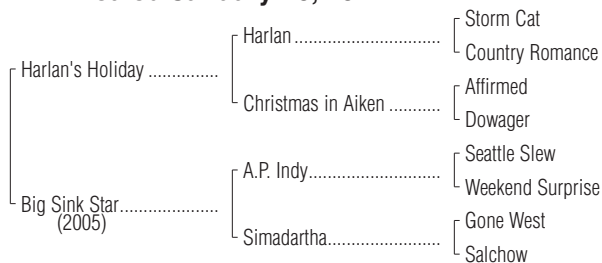 Harlan's Holiday ...............
Harlan ................................
Storm Cat
Country Romance
Christmas in Aiken ...........
Affirmed
Dowager
Big Sink Star.....................
(2005)
A.P. Indy............................
Seattle Slew
Weekend Surprise
Simadartha........................
Gone West
Salchow